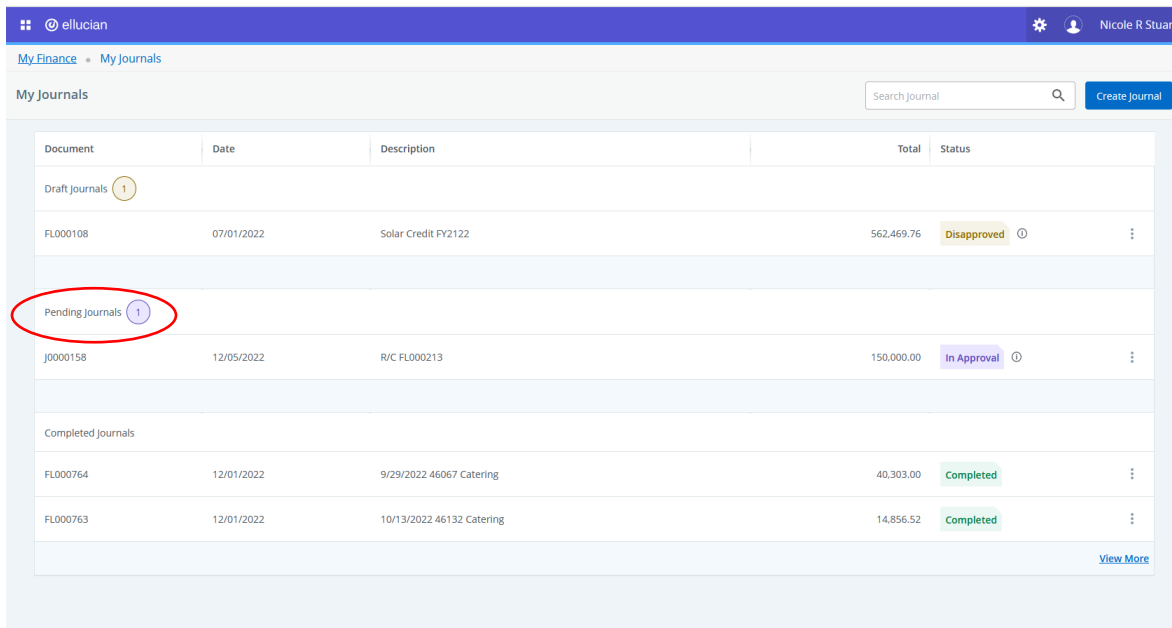 ellucian Nicole R Stuar
My Finance My Journals
My Journals Search Journal Create Journal
Document Date Description Total Status
Draft Journals 1
FL000108 07/01/2022 Solar Credit FY2122 562,469.76 Disapproved
Pending Journals 1
J0000158 12/05/2022 R/C FL000213 150,000.00 In Approval
Completed Journals
FL000764 12/01/2022 9/29/2022 46067 Catering 40,303.00 Completed
FL000763 12/01/2022 10/13/2022 46132 Catering 14,856.52 Completed
View More